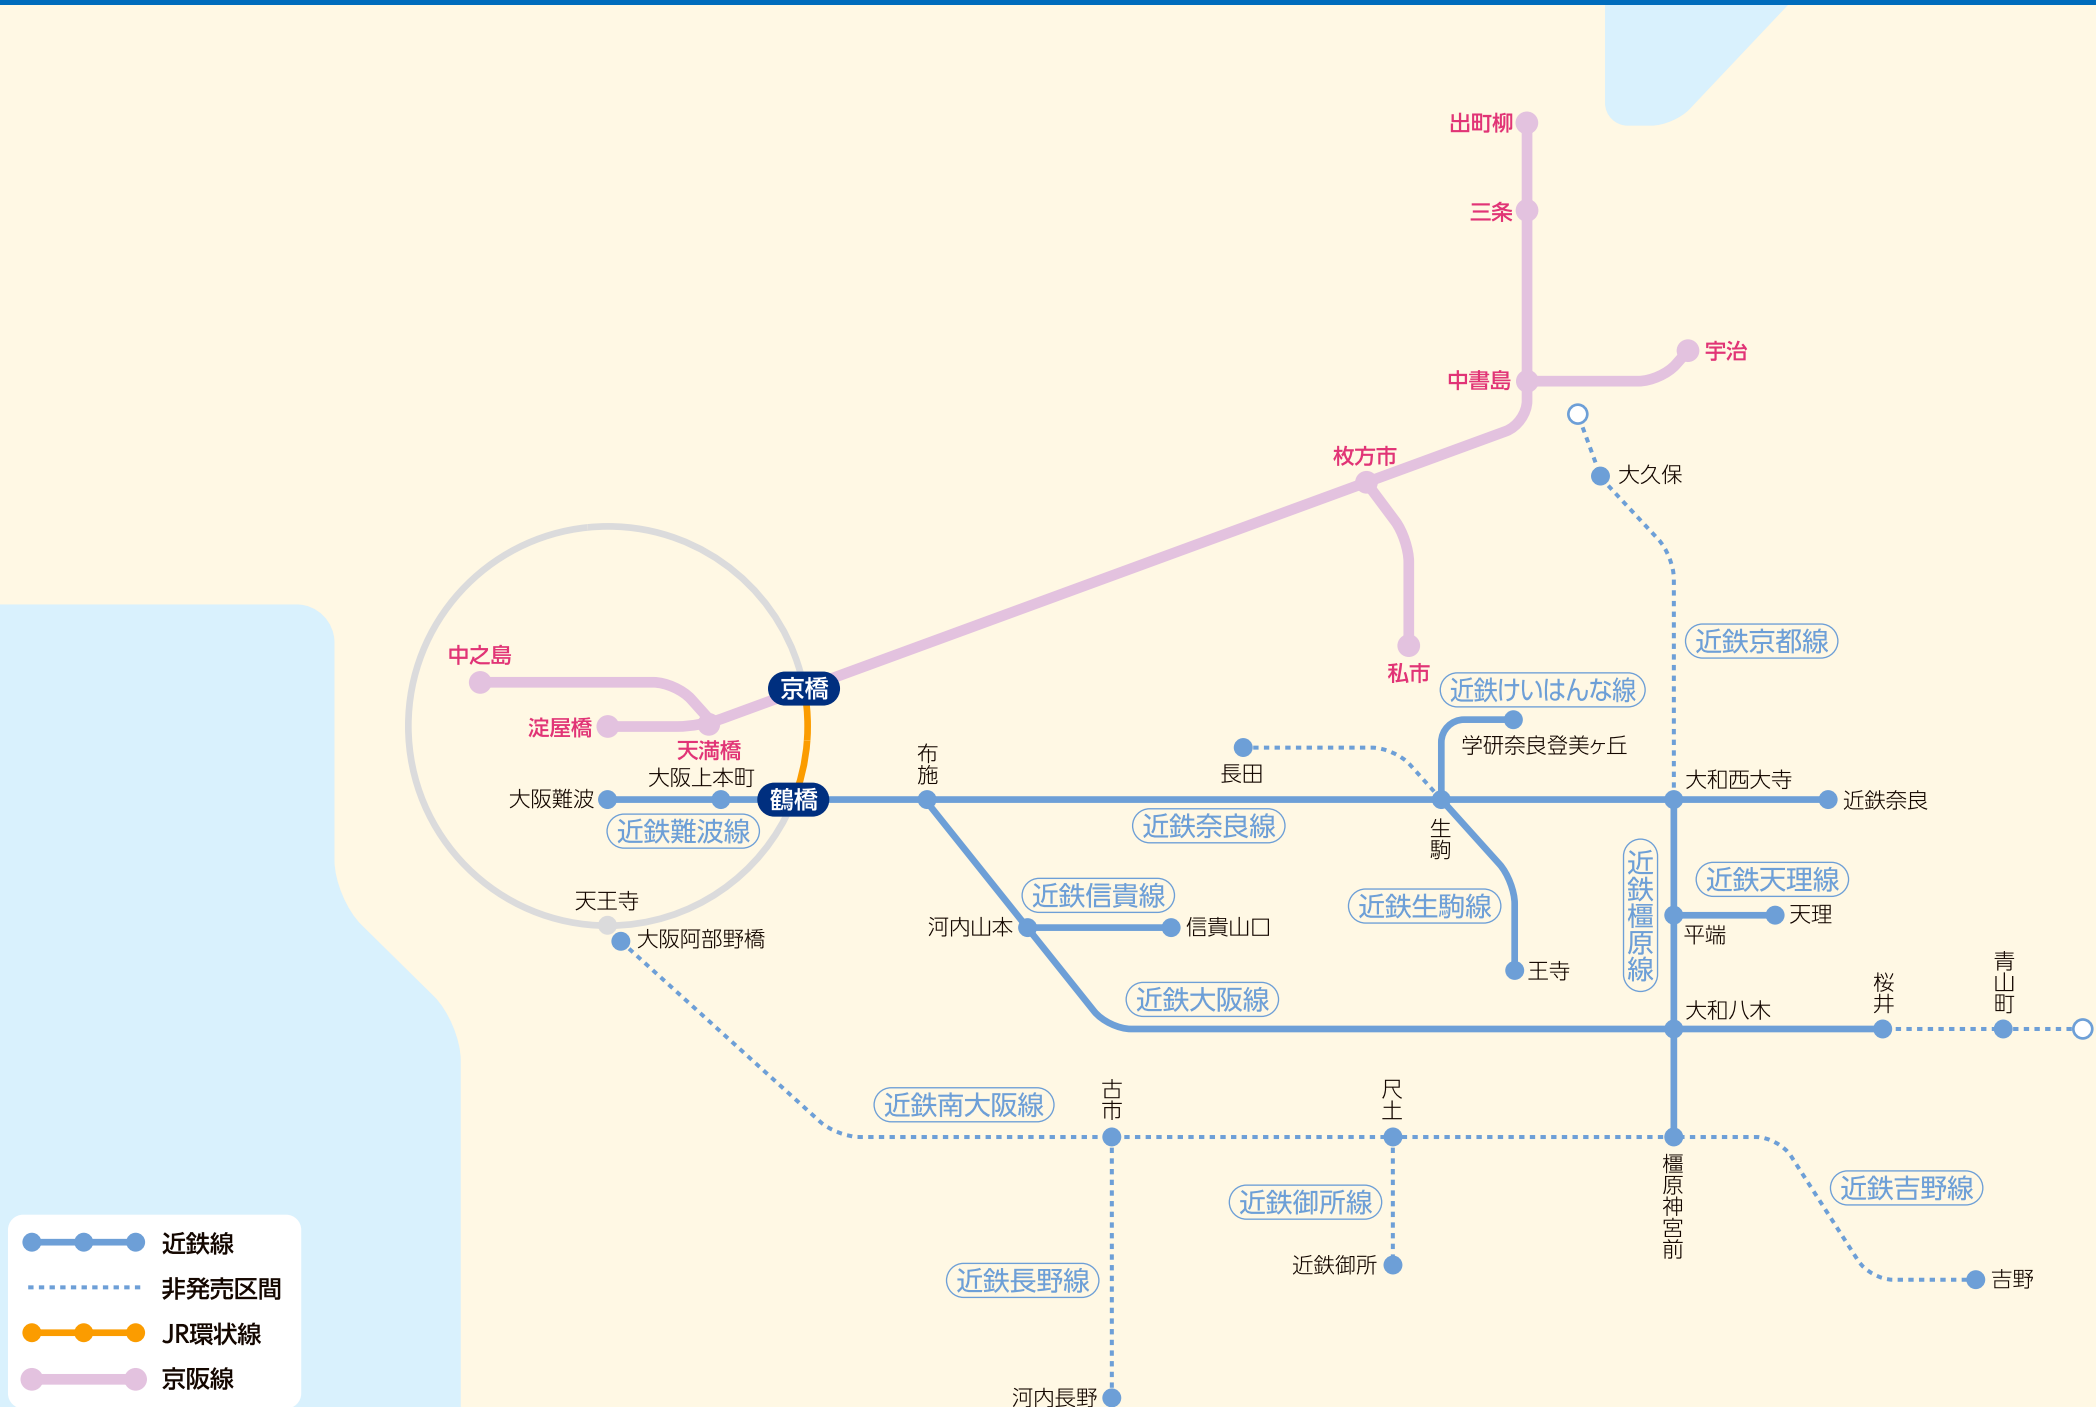 出町柳
三条
宇治
中書島
枚方市
大久保
近鉄京都線
中之島
私市
京橋
近鉄けいはんな線
淀屋橋
天満橋
学研奈良登美ヶ丘
布施
長田
大阪上本町
大和西大寺
大阪難波
鶴橋
近鉄奈良
近鉄難波線
近鉄奈良線
生駒
近鉄橿原線
近鉄天理線
天王寺
近鉄信貴線
近鉄生駒線
天理
河内山本
信貴山口
大阪阿部野橋
平端
王寺
青山町
桜井
近鉄大阪線
大和八木
古市
尺土
近鉄南大阪線
橿原神宮前
近鉄御所線
近鉄吉野線
近鉄線
近鉄御所
近鉄長野線
吉野
非発売区間
JR環状線
京阪線
河内長野